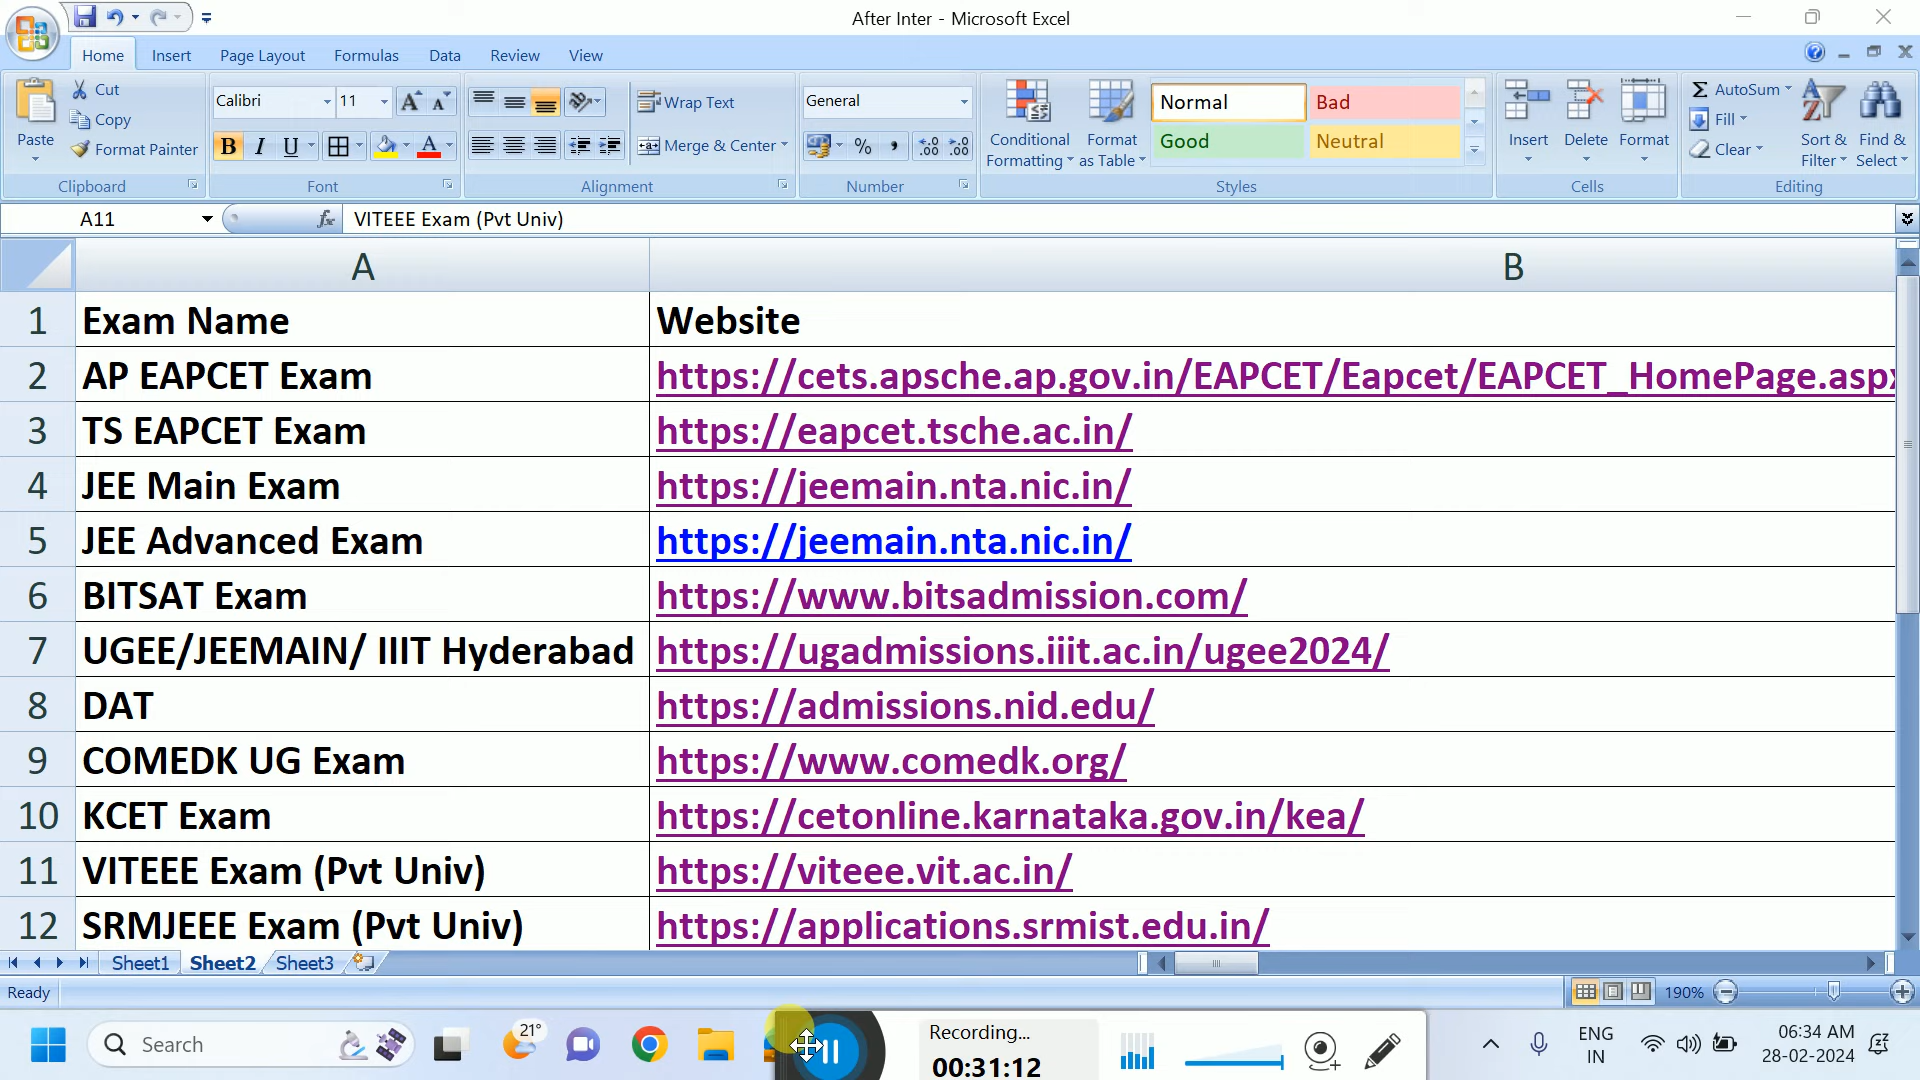 After Inter - Microsoft Excel
Home Insert Page Layout Formulas Data Review View
Paste
Cut
Copy
Format Painter
Clipboard
Calibri 11
B I U
A
Font
Wrap Text
Merge & Center
Alignment
General
% ,
Number
Conditional Formatting
Format as Table
Normal Bad
Good Neutral
Styles
Insert Delete Format
Cells
Σ AutoSum
Fill
Clear
Sort & Filter
Find & Select
Editing
A11 fx VITEEE Exam (Pvt Univ)
A B
1 Exam Name Website
2 AP EAPCET Exam https://cets.apsche.ap.gov.in/EAPCET/Eapcet/EAPCET_HomePage.aspx
3 TS EAPCET Exam https://eapcet.tsche.ac.in/
4 JEE Main Exam https://jeemain.nta.nic.in/
5 JEE Advanced Exam https://jeemain.nta.nic.in/
6 BITSAT Exam https://www.bitsadmission.com/
7 UGEE/JEEMAIN/ IIIT Hyderabad https://ugadmissions.iiit.ac.in/ugee2024/
8 DAT https://admissions.nid.edu/
9 COMEDK UG Exam https://www.comedk.org/
10 KCET Exam https://cetonline.karnataka.gov.in/kea/
11 VITEEE Exam (Pvt Univ) https://viteee.vit.ac.in/
12 SRMJEEE Exam (Pvt Univ) https://applications.srmist.edu.in/
Sheet1 Sheet2 Sheet3
Ready 190%
Search
21°
Recording...
00:31:12
ENG
IN
06:34 AM
28-02-2024